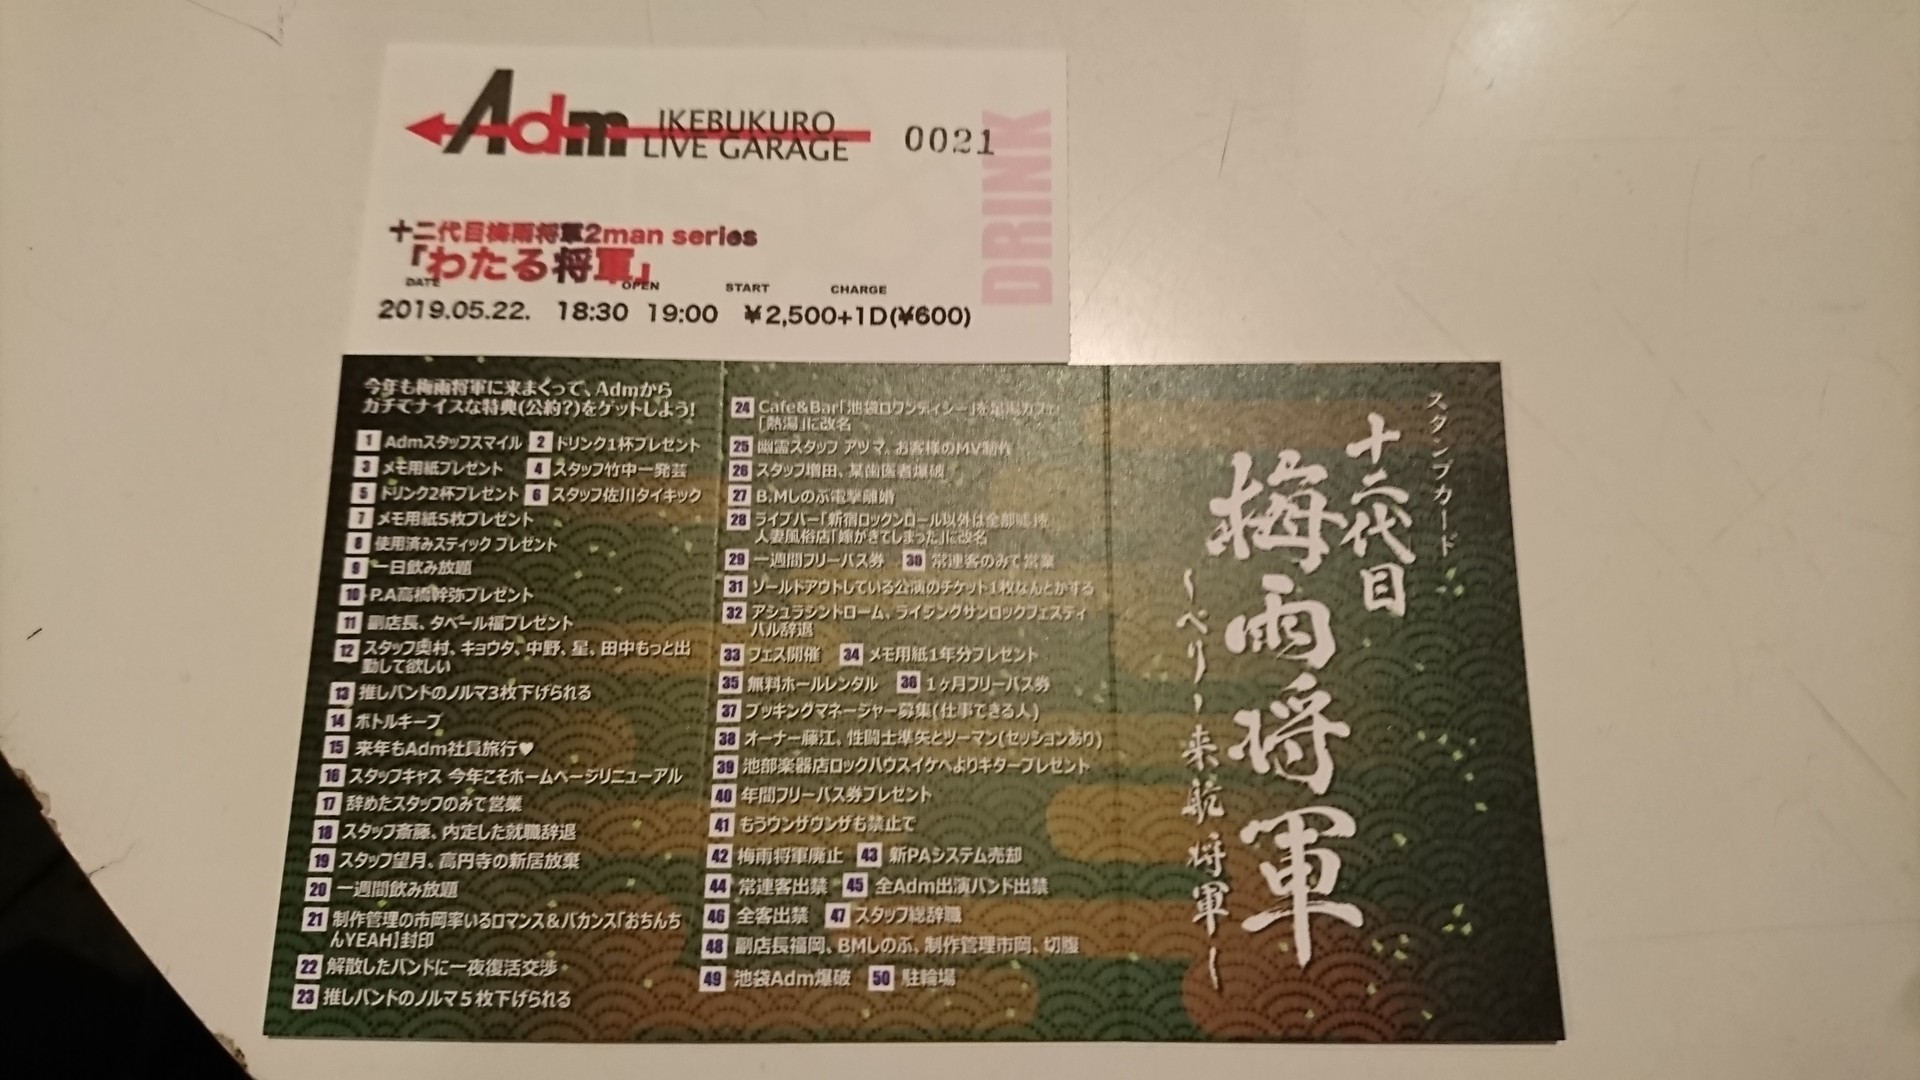 Adm IKEBUKURO
LIVE GARAGE
0021
DRINK
十二代目梅雨将軍2man series
「わたる将軍」
DATE OPEN START CHARGE
2019.05.22. 18:30 19:00 ¥2,500+1D(¥600)
今年も梅雨将軍に来まくって、Admから
ガチでナイスな特典(公約?)をゲットしよう!
1 Admスタッフスマイル 2 ドリンク1杯プレゼント
3 メモ用紙プレゼント 4 スタッフ竹中一発芸
5 ドリンク2杯プレゼント 6 スタッフ佐川タイキック
7 メモ用紙5枚プレゼント
8 使用済みスティック プレゼント
9 一日飲み放題
10 P.A高橋幹弥プレゼント
11 副店長、タペール福プレゼント
12 スタッフ奥村、キョウタ、中野、星、田中もっと出
勤して欲しい
13 推しバンドのノルマ3枚下げられる
14 ボトルキープ
15 来年もAdm社員旅行♥
16 スタッフキャス 今年こそホームページリニューアル
17 辞めたスタッフのみで営業
18 スタッフ斎藤、内定した就職辞退
19 スタッフ望月、高円寺の新居放棄
20 一週間飲み放題
21 制作管理の市岡率いるロマンス&バカンス「おちんち
んYEAH】封印
22 解散したバンドに一夜復活交渉
23 推しバンドのノルマ5枚下げられる
24 Cafe&Bar「池袋ロワンディシー」を足湯カフェ
「熱湯」に改名
25 幽霊スタッフ アツマ。お客様のMV制作
26 スタッフ増田、某歯医者爆破
27 B.Mしのぶ電撃離婚
28 ライブバー「新宿ロックンロール以外は全部嘘」を
人妻風俗店「嫁がきてしまった」に改名
29 一週間フリーパス券 30 常連客のみで営業
31 ソールドアウトしている公演のチケット1枚なんとかする
32 アシュラシンドローム、ライジングサンロックフェスティ
バル辞退
33 フェス開催 34 メモ用紙1年分プレゼント
35 無料ホールレンタル 36 1ヶ月フリーパス券
37 ブッキングマネージャー募集(仕事できる人)
38 オーナー藤江、性闘士準矢とツーマン(セッションあり)
39 池部楽器店ロックハウスイケベよりギタープレゼント
40 年間フリーパス券プレゼント
41 もうウンザウンザも禁止で
42 梅雨将軍廃止 43 新PAシステム売却
44 常連客出禁 45 全Adm出演バンド出禁
46 全客出禁 47 スタッフ総辞職
48 副店長福岡、BMしのぶ、制作管理市岡、切腹
49 池袋Adm爆破 50 駐輪場
スタンプカード
十二代目
梅雨将軍
～ペリー来航将軍～